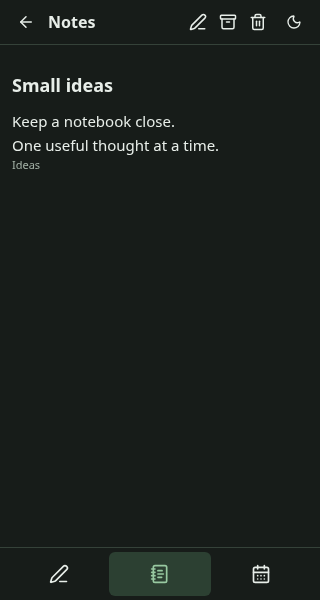 Notes
Small ideas
Keep a notebook close.
One useful thought at a time.
Ideas